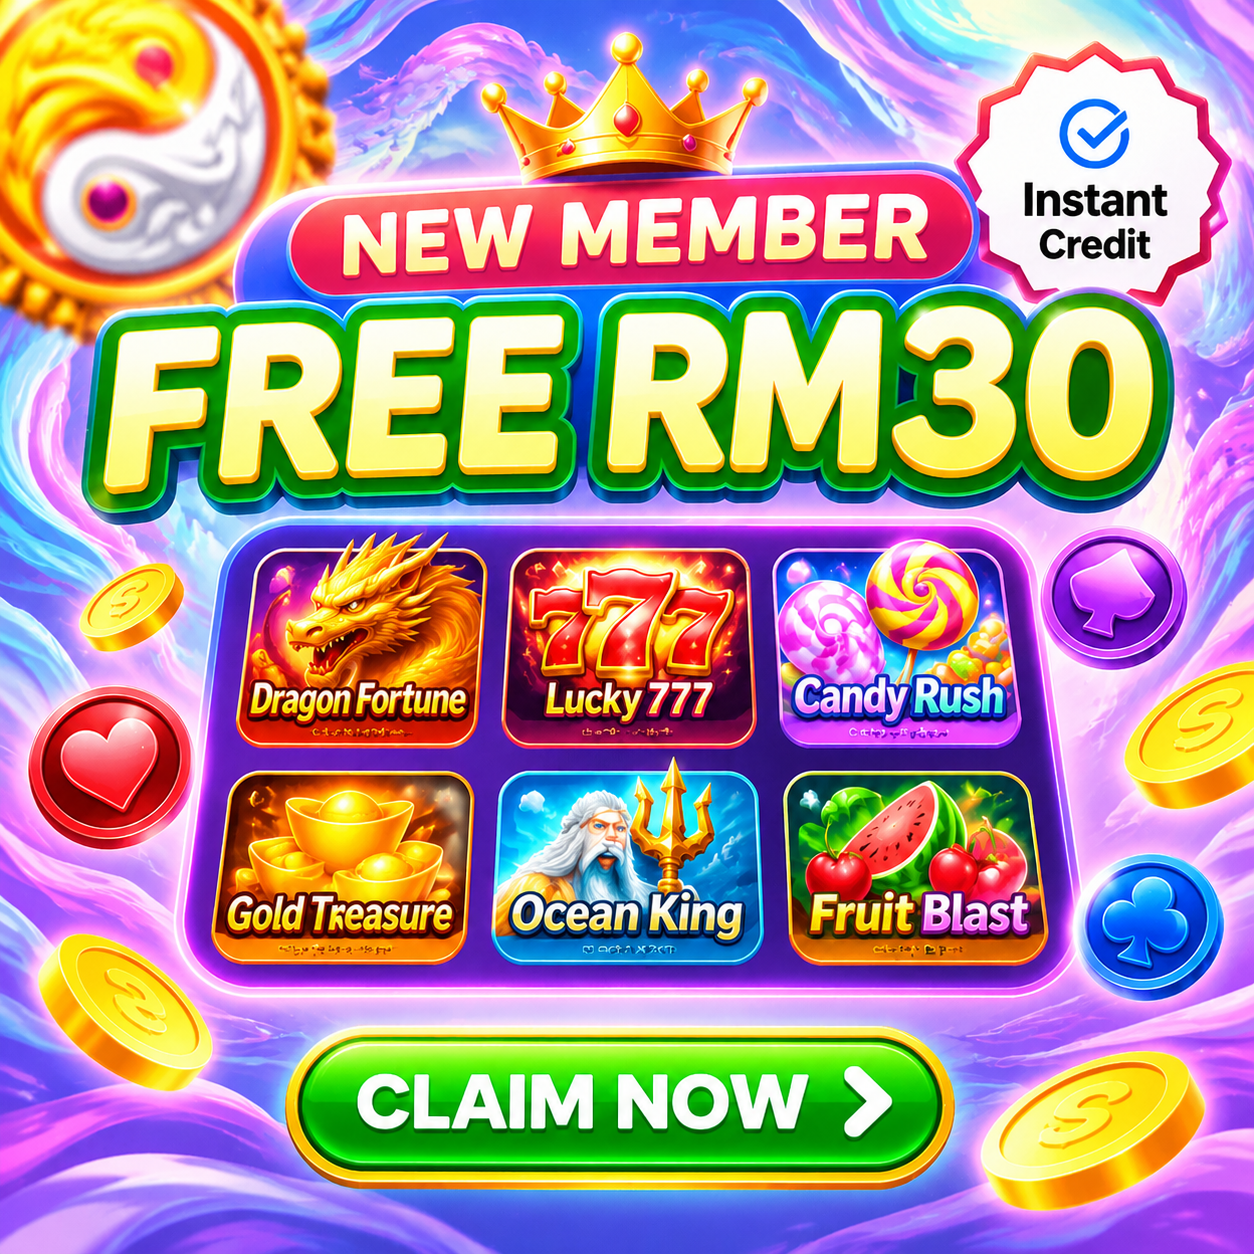 NEW MEMBER
Instant
Credit
FREE RM30
Dragon Fortune
Lucky 777
Candy Rush
Gold Treasure
Ocean King
Fruit Blast
CLAIM NOW